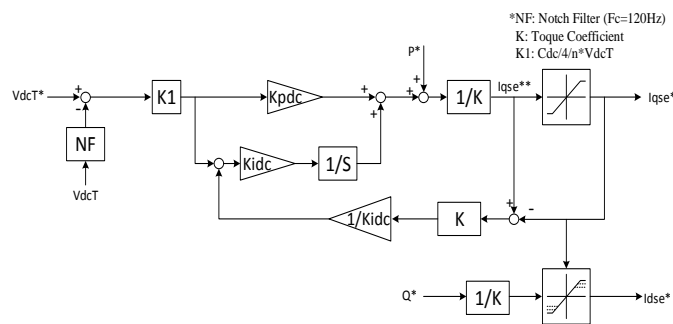 *NF: Notch Filter (Fc=120Hz)
K: Toque Coefficient
K1: Cdc/4/n*VdcT
P*
VdcT*
+
-
K1
Kpdc
+
+
+
+
1/K
Iqse**
Iqse*
NF
VdcT
Kidc
1/S
1/Kidc
K
+
-
Q*
1/K
Idse*